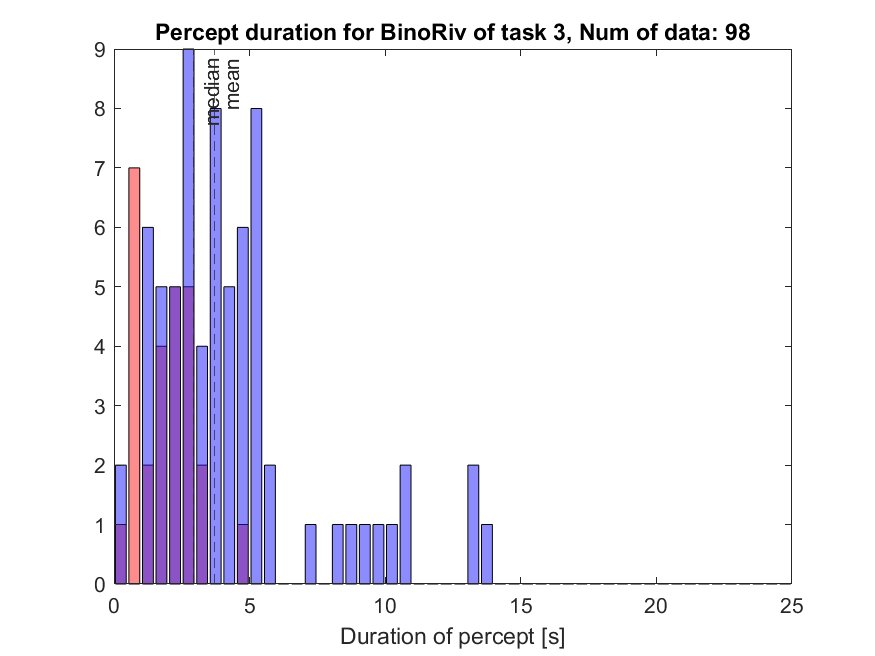 Percept duration for BinoRiv of task 3, Num of data: 98
9
8
7
6
5
4
3
2
1
0
median
mean
0 5 10 15 20 25
Duration of percept [s]